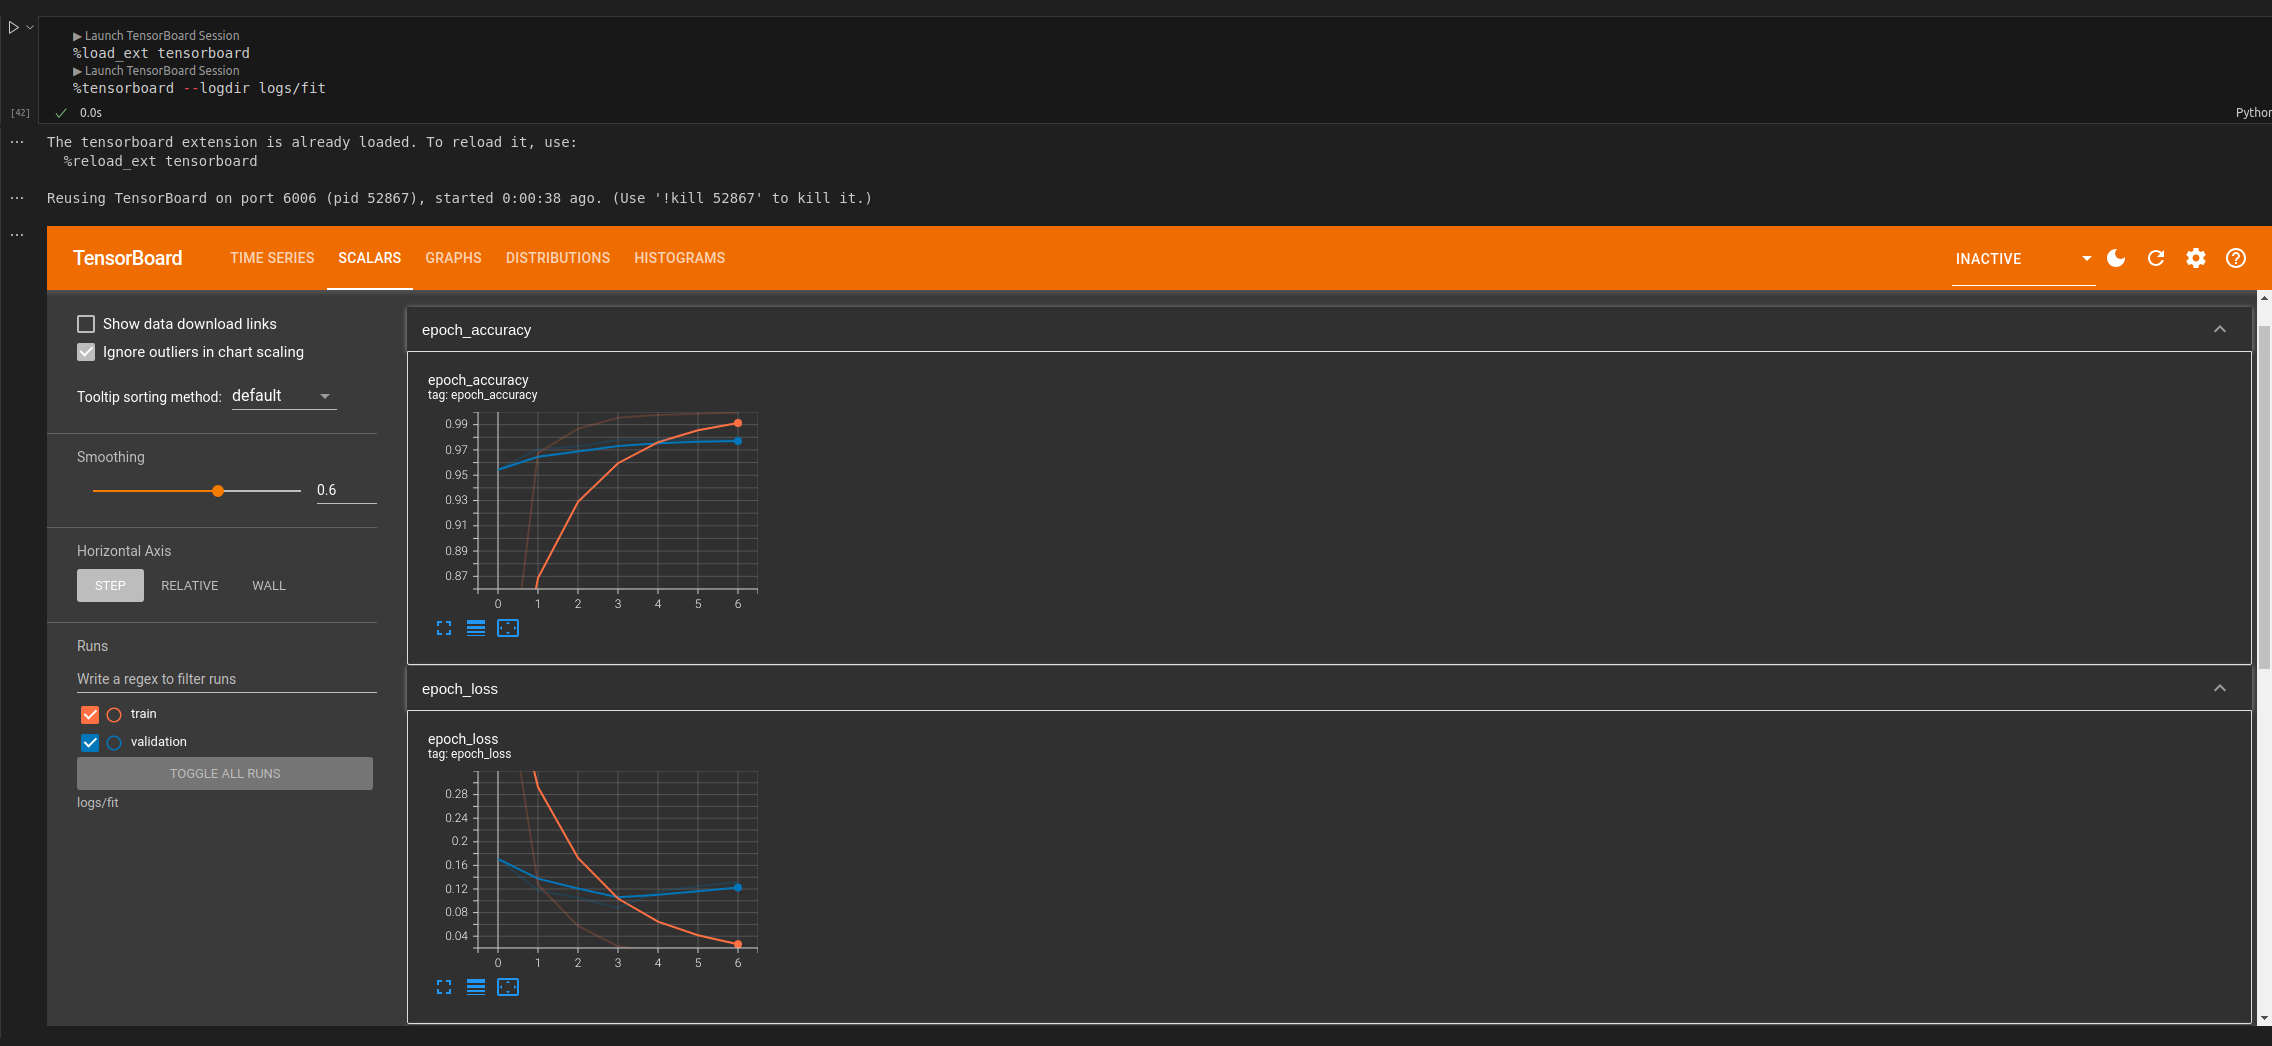 ▶ Launch TensorBoard Session
%load_ext tensorboard
▶ Launch TensorBoard Session
%tensorboard --logdir logs/fit
[42]
0.0s
Python
The tensorboard extension is already loaded. To reload it, use:
%reload_ext tensorboard
Reusing TensorBoard on port 6006 (pid 52867), started 0:00:38 ago. (Use '!kill 52867' to kill it.)
TensorBoard
TIME SERIES
SCALARS
GRAPHS
DISTRIBUTIONS
HISTOGRAMS
INACTIVE
Show data download links
Ignore outliers in chart scaling
Tooltip sorting method: default
Smoothing
0.6
Horizontal Axis
STEP
RELATIVE
WALL
Runs
Write a regex to filter runs
train
validation
TOGGLE ALL RUNS
logs/fit
epoch_accuracy
epoch_accuracy
tag: epoch_accuracy
0.99
0.97
0.95
0.93
0.91
0.89
0.87
0 1 2 3 4 5 6
epoch_loss
epoch_loss
tag: epoch_loss
0.28
0.24
0.2
0.16
0.12
0.08
0.04
0 1 2 3 4 5 6